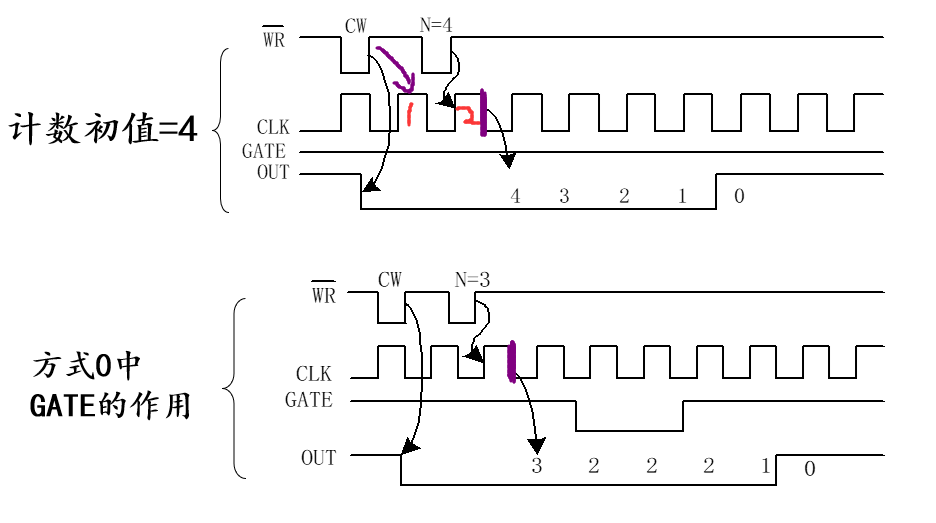 CW N=4
WR
1 2
计数初值=4
CLK
GATE
OUT
4 3 2 1 0
CW N=3
WR
方式0中
GATE的作用
CLK
GATE
OUT
3 2 2 2 1 0